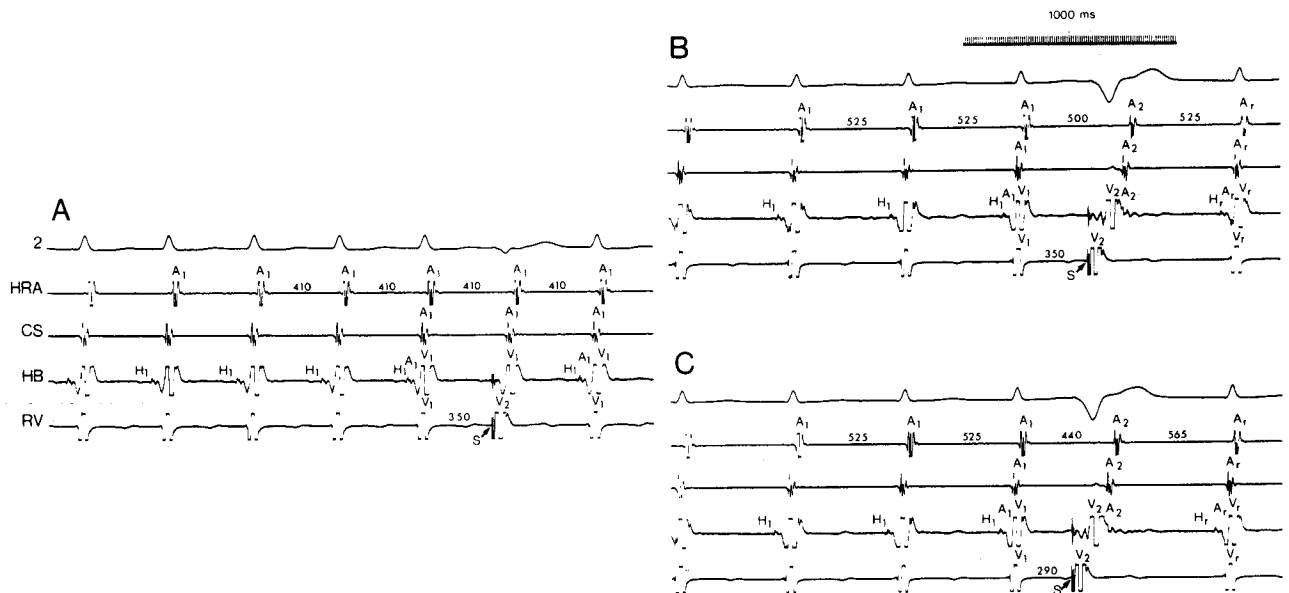 A
2
HRA A₁ A₁ A₁ A₁ A₁ A₁
410 410 410 410
CS A₁ A₁ A₁
HB H₁ H₁ H₁ H₁ A₁ H₁ V₁ V₁ A₁ H₁ V₁
RV V₁ V₂ V₁
350
S
1000 ms
B
A₁ A₁ A₁ A₂ Aᵣ
525 525 500 525
A₁ A₂ Aᵣ
H₁ H₁ H₁ A₁ V₁ V₂ A₂ Hᵣ Aᵣ Vᵣ
V₁ V₂ Vᵣ
350
S
C
A₁ A₁ A₁ A₂ Aᵣ
525 525 440 565
A₁ A₂ Aᵣ
H₁ H₁ H₁ A₁ V₁ V₂ A₂ Hᵣ Aᵣ Vᵣ
V₁ V₂ Vᵣ
290
S